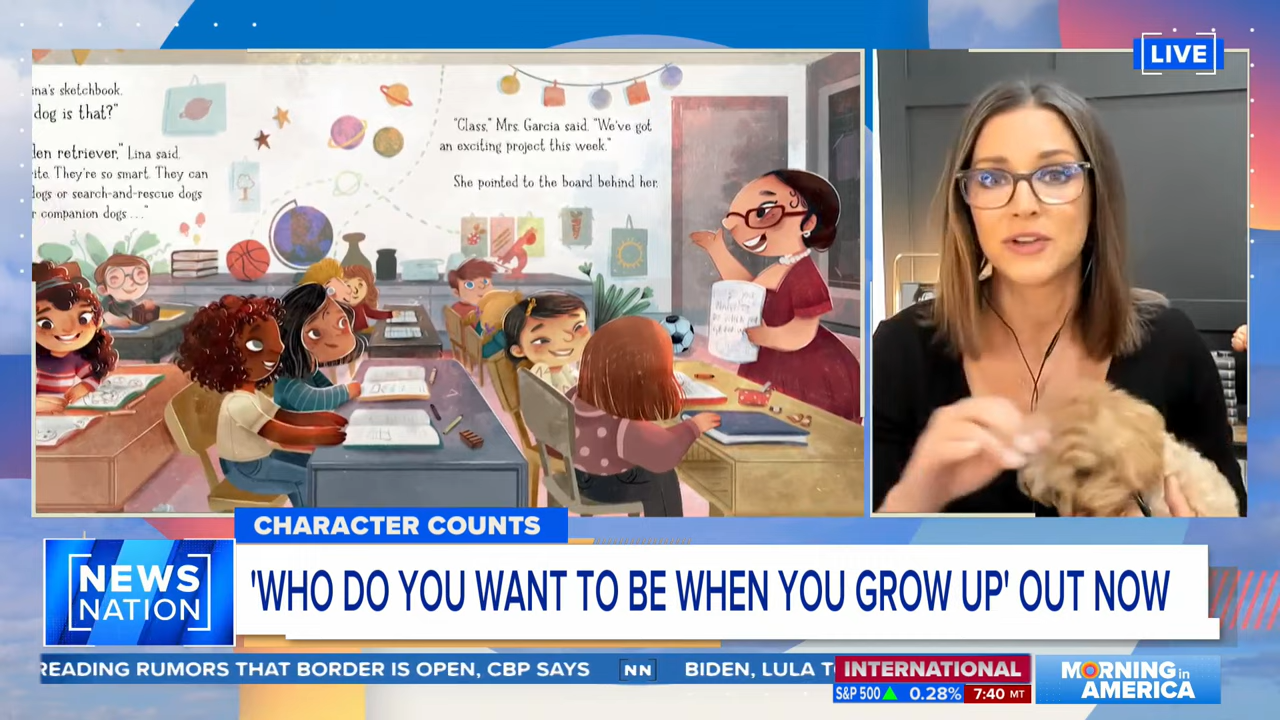 LIVE
ina's sketchbook.
dog is that?"
den retriever," Lina said.
ite. They're so smart. They can
dogs or search-and-rescue dogs
r companion dogs . . ."
"Class," Mrs. Garcia said. "We've got
an exciting project this week."
She pointed to the board behind her.
CHARACTER COUNTS
NEWS
NATION
'WHO DO YOU WANT TO BE WHEN YOU GROW UP' OUT NOW
READING RUMORS THAT BORDER IS OPEN, CBP SAYS NN BIDEN, LULA T
INTERNATIONAL
S&P 500 0.28% 7:40 MT
MORNING in
AMERICA